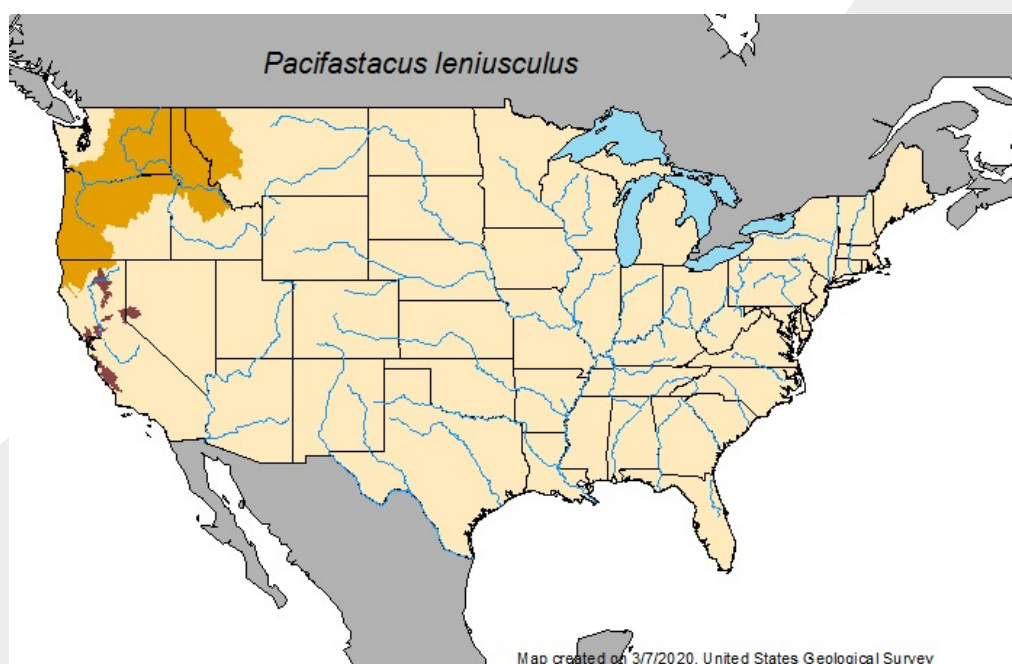 Pacifastacus leniusculus
Map created on 3/7/2020. United States Geological Survey